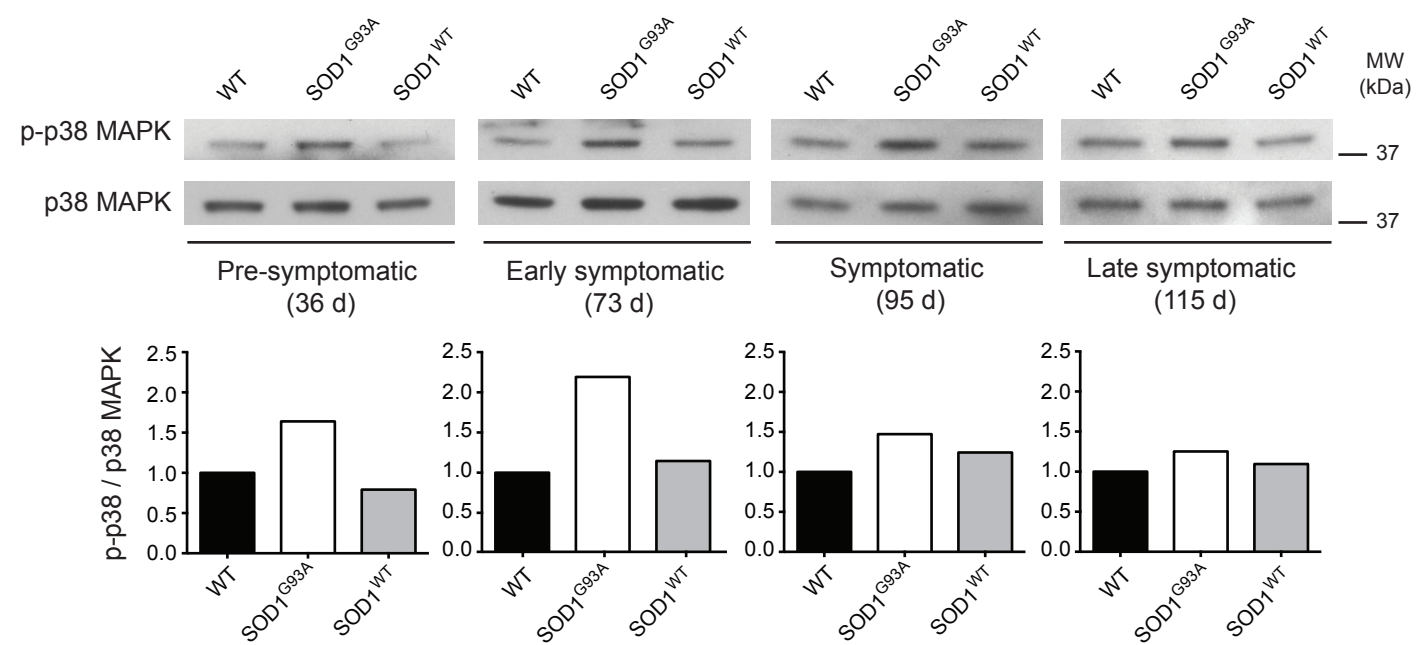 WT SOD1 G93A SOD1 WT WT SOD1 G93A SOD1 WT WT SOD1 G93A SOD1 WT WT SOD1 G93A SOD1 WT
MW
(kDa)
p-p38 MAPK
37
p38 MAPK
37
Pre-symptomatic
(36 d)
Early symptomatic
(73 d)
Symptomatic
(95 d)
Late symptomatic
(115 d)
p-p38 / p38 MAPK
2.5
2.0
1.5
1.0
0.5
0.0
WT SOD1 G93A SOD1 WT
2.5
2.0
1.5
1.0
0.5
0.0
WT SOD1 G93A SOD1 WT
2.5
2.0
1.5
1.0
0.5
0.0
WT SOD1 G93A SOD1 WT
2.5
2.0
1.5
1.0
0.5
0.0
WT SOD1 G93A SOD1 WT